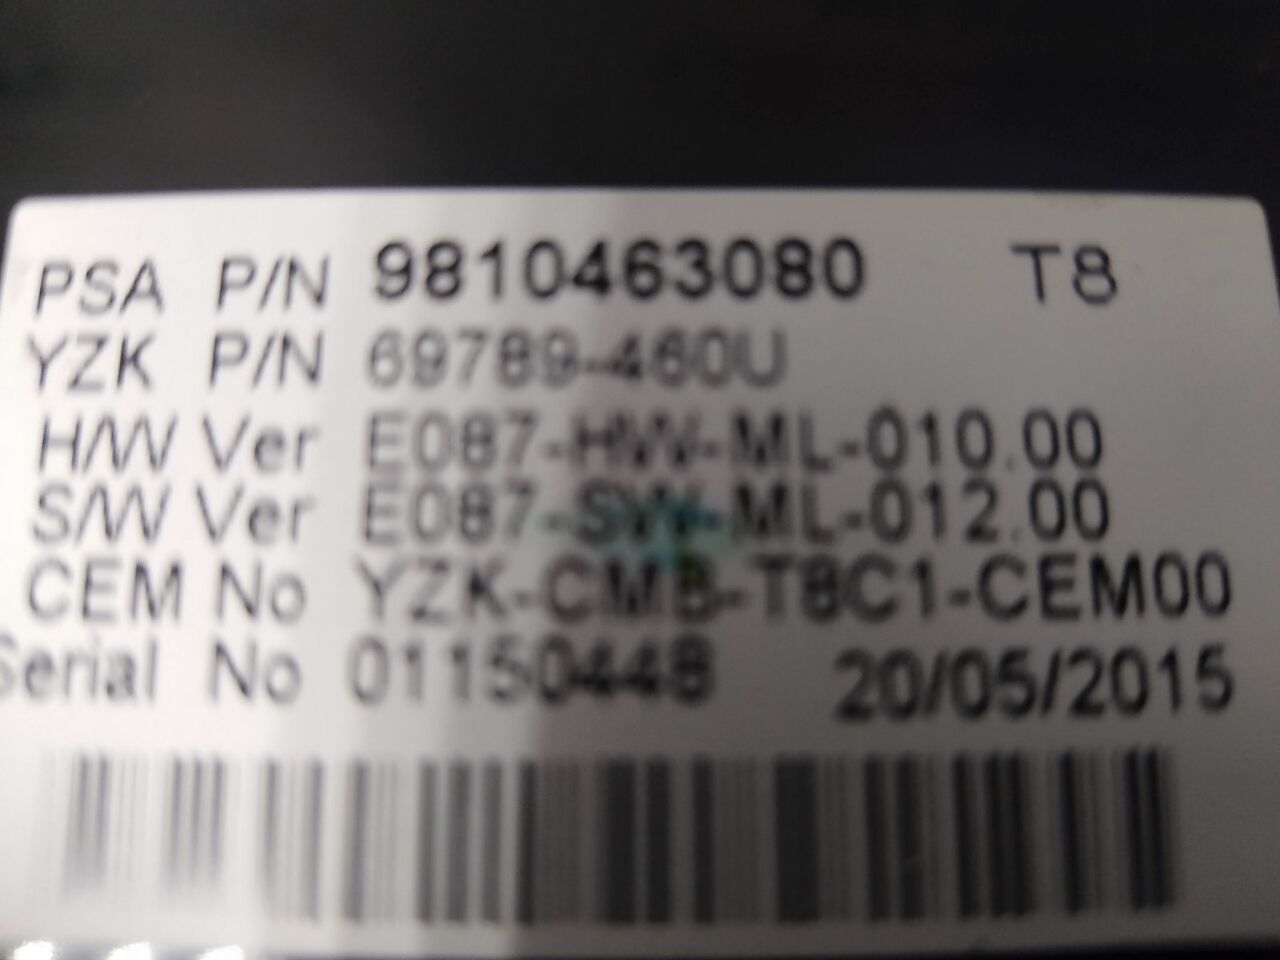 PSA P/N 9810463080 T8
YZK P/N 69789-460U
H/W Ver E087-HW-ML-010.00
S/W Ver E087-SW-ML-012.00
CEM No YZK-CMB-T8C1-CEM00
Serial No 01150448 20/05/2015